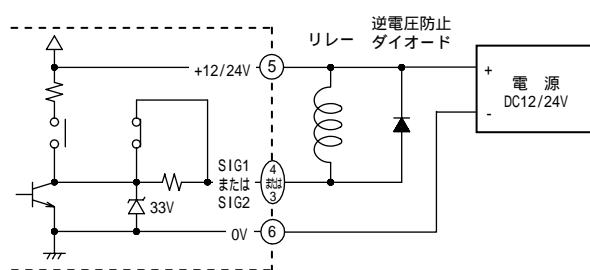 リレー
逆電圧防止
ダイオード
+12/24V
5
+
-
電 源
DC12/24V
SIG1
または
SIG2
4
または
3
33V
0V
6